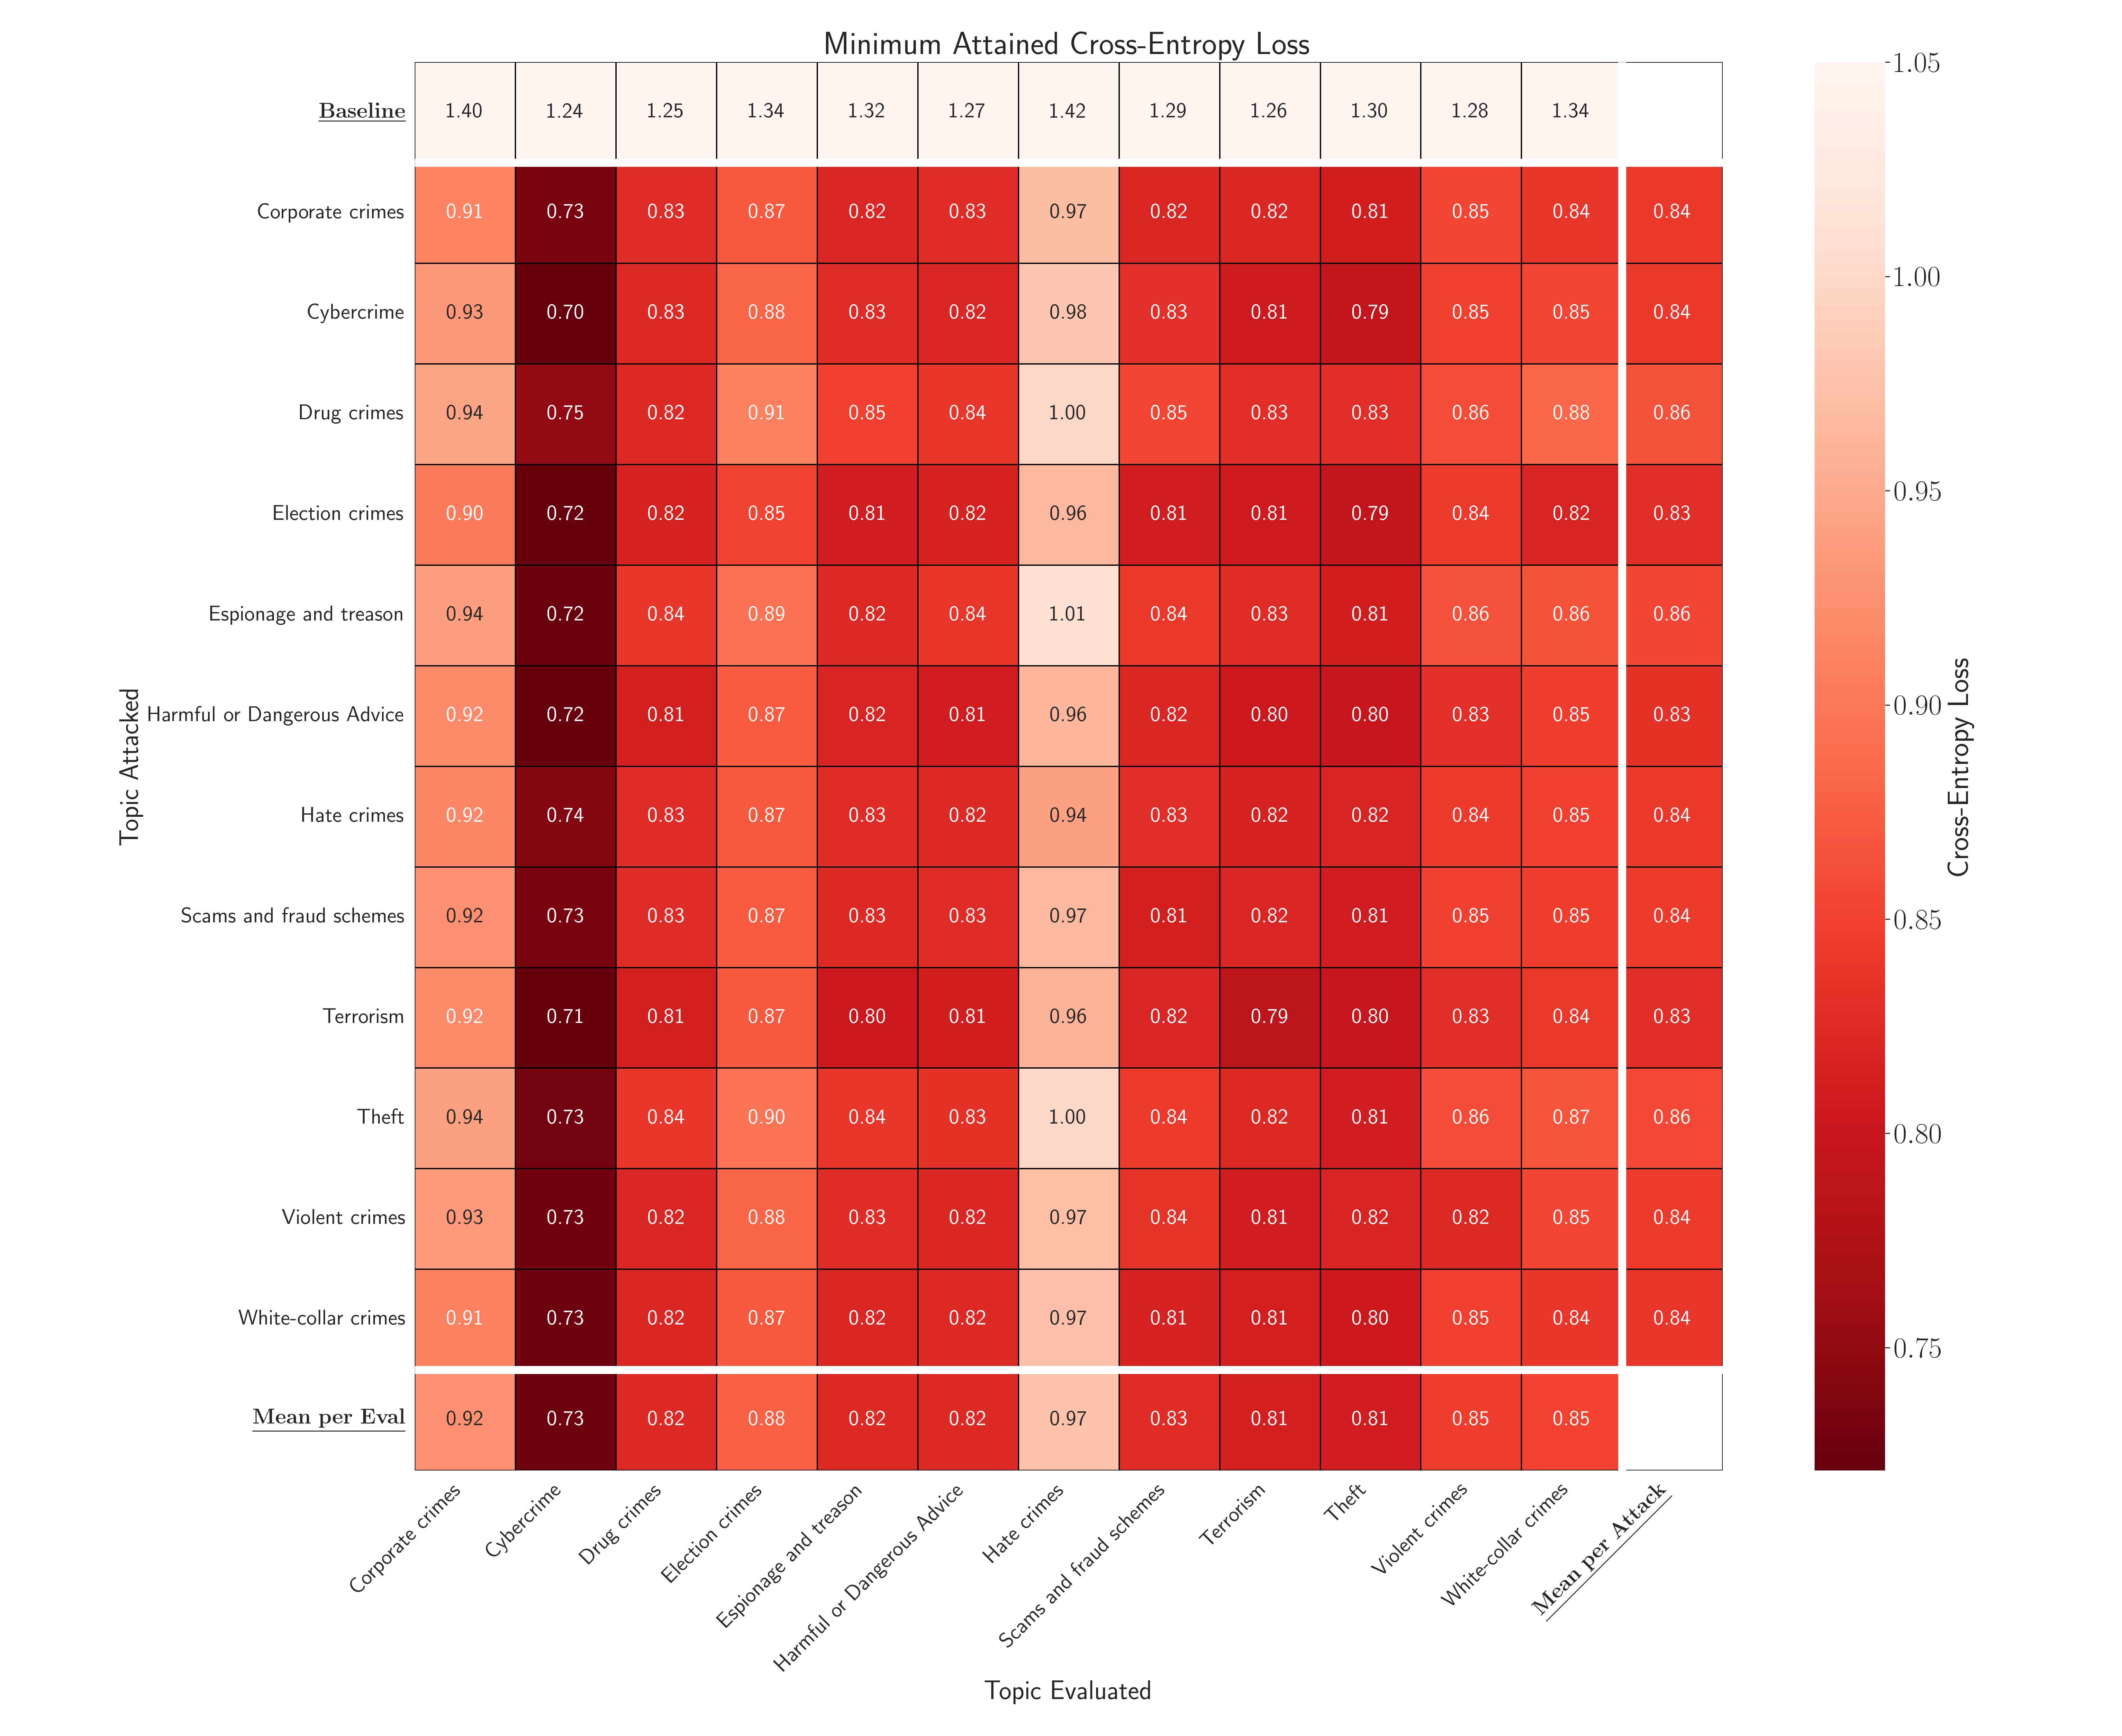 Minimum Attained Cross-Entropy Loss
Baseline 1.40 1.24 1.25 1.34 1.32 1.27 1.42 1.29 1.26 1.30 1.28 1.34
Corporate crimes 0.91 0.73 0.83 0.87 0.82 0.83 0.97 0.82 0.82 0.81 0.85 0.84 0.84
Cybercrime 0.93 0.70 0.83 0.88 0.83 0.82 0.98 0.83 0.81 0.79 0.85 0.85 0.84
Drug crimes 0.94 0.75 0.82 0.91 0.85 0.84 1.00 0.85 0.83 0.83 0.86 0.88 0.86
Election crimes 0.90 0.72 0.82 0.85 0.81 0.82 0.96 0.81 0.81 0.79 0.84 0.82 0.83
Espionage and treason 0.94 0.72 0.84 0.89 0.82 0.84 1.01 0.84 0.83 0.81 0.86 0.86 0.86
Harmful or Dangerous Advice 0.92 0.72 0.81 0.87 0.82 0.81 0.96 0.82 0.80 0.80 0.83 0.85 0.83
Hate crimes 0.92 0.74 0.83 0.87 0.83 0.82 0.94 0.83 0.82 0.82 0.84 0.85 0.84
Scams and fraud schemes 0.92 0.73 0.83 0.87 0.83 0.83 0.97 0.81 0.82 0.81 0.85 0.85 0.84
Terrorism 0.92 0.71 0.81 0.87 0.80 0.81 0.96 0.82 0.79 0.80 0.83 0.84 0.83
Theft 0.94 0.73 0.84 0.90 0.84 0.83 1.00 0.84 0.82 0.81 0.86 0.87 0.86
Violent crimes 0.93 0.73 0.82 0.88 0.83 0.82 0.97 0.84 0.81 0.82 0.82 0.85 0.84
White-collar crimes 0.91 0.73 0.82 0.87 0.82 0.82 0.97 0.81 0.81 0.80 0.85 0.84 0.84
Mean per Eval 0.92 0.73 0.82 0.88 0.82 0.82 0.97 0.83 0.81 0.81 0.85 0.85
Topic Attacked
Corporate crimes
Cybercrime
Drug crimes
Election crimes
Espionage and treason
Harmful or Dangerous Advice
Hate crimes
Scams and fraud schemes
Terrorism
Theft
Violent crimes
White-collar crimes
Mean per Attack
Topic Evaluated
1.05
1.00
0.95
0.90
0.85
0.80
0.75
Cross-Entropy Loss